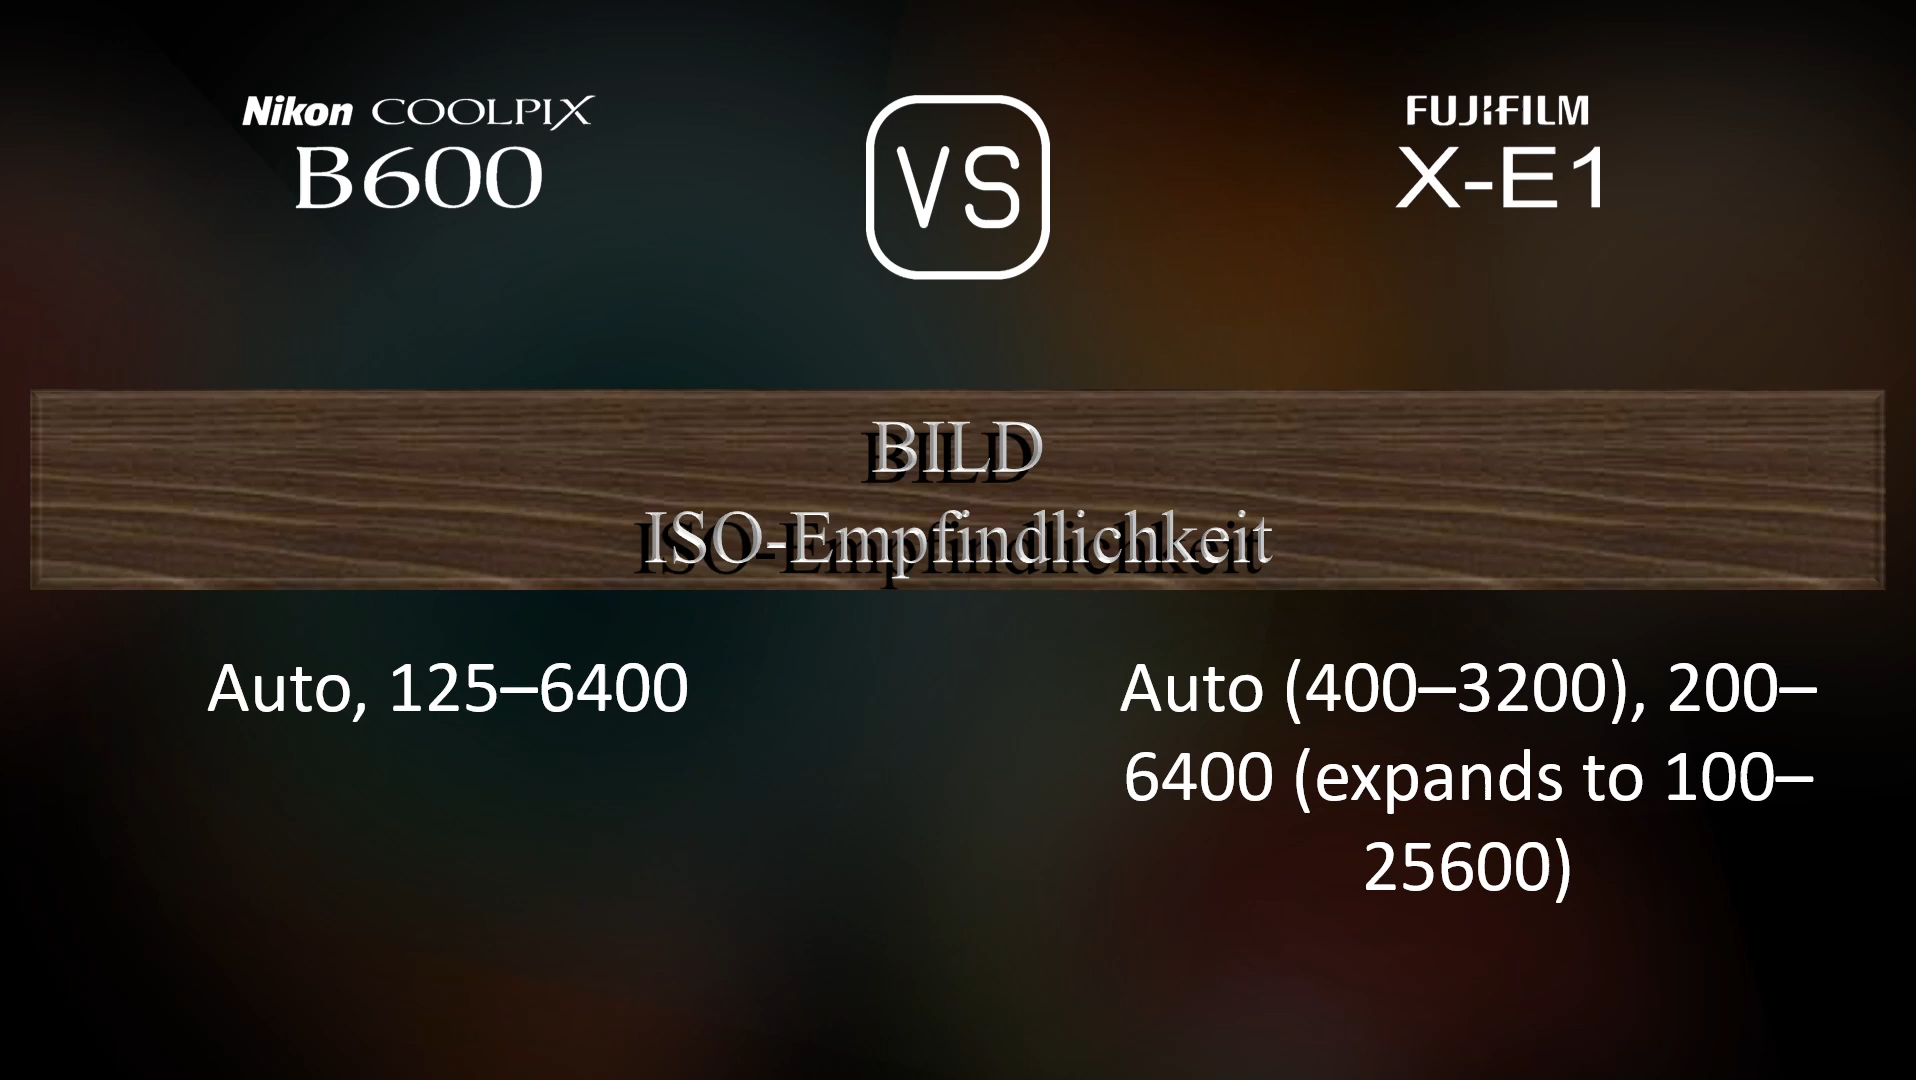 Nikon COOLPIX
B600
VS
FUJIFILM
X-E1
BILD
ISO-Empfindlichkeit
Auto, 125–6400
Auto (400–3200), 200–
6400 (expands to 100–
25600)